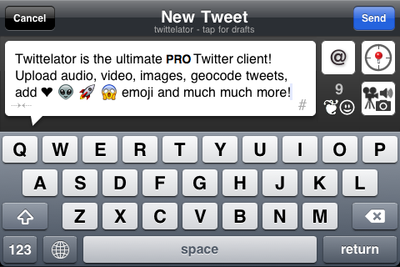 Cancel
New Tweet
Send
twittelator - tap for drafts
Twittelator is the ultimate PRO Twitter client!
Upload audio, video, images, geocode tweets,
add ❤ 👽 🚀 😱 emoji and much much more!
@
9
#
Q W E R T Y U I O P
A S D F G H J K L
Z X C V B N M
123 space return